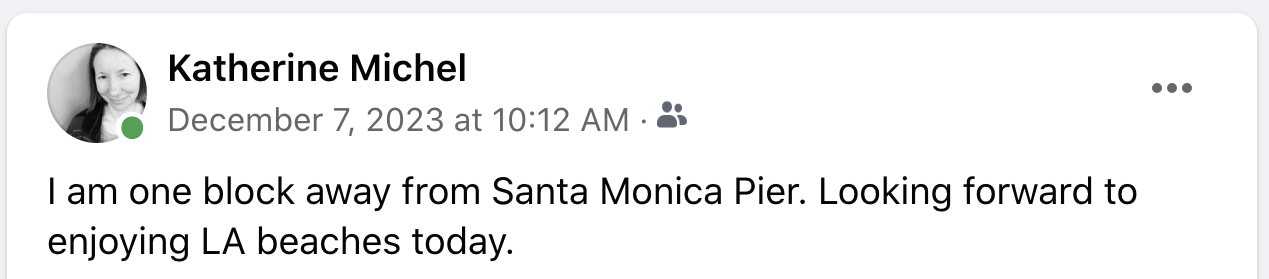 Katherine Michel
December 7, 2023 at 10:12 AM ·
I am one block away from Santa Monica Pier. Looking forward to
enjoying LA beaches today.